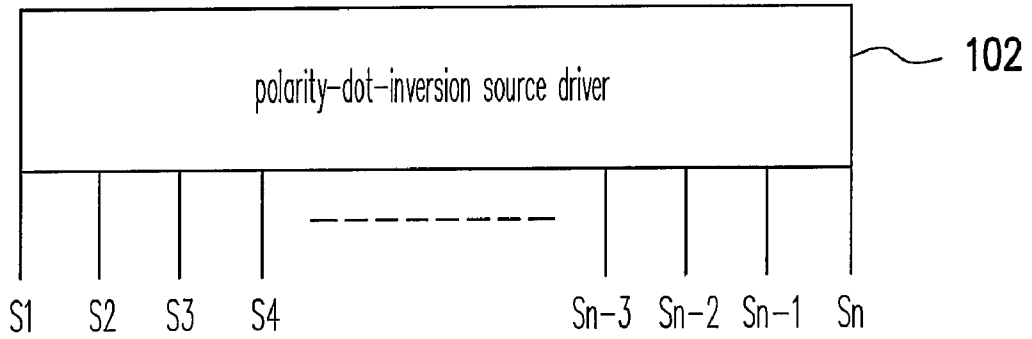 102
polarity-dot-inversion source driver
S1 S2 S3 S4 Sn-3 Sn-2 Sn-1 Sn